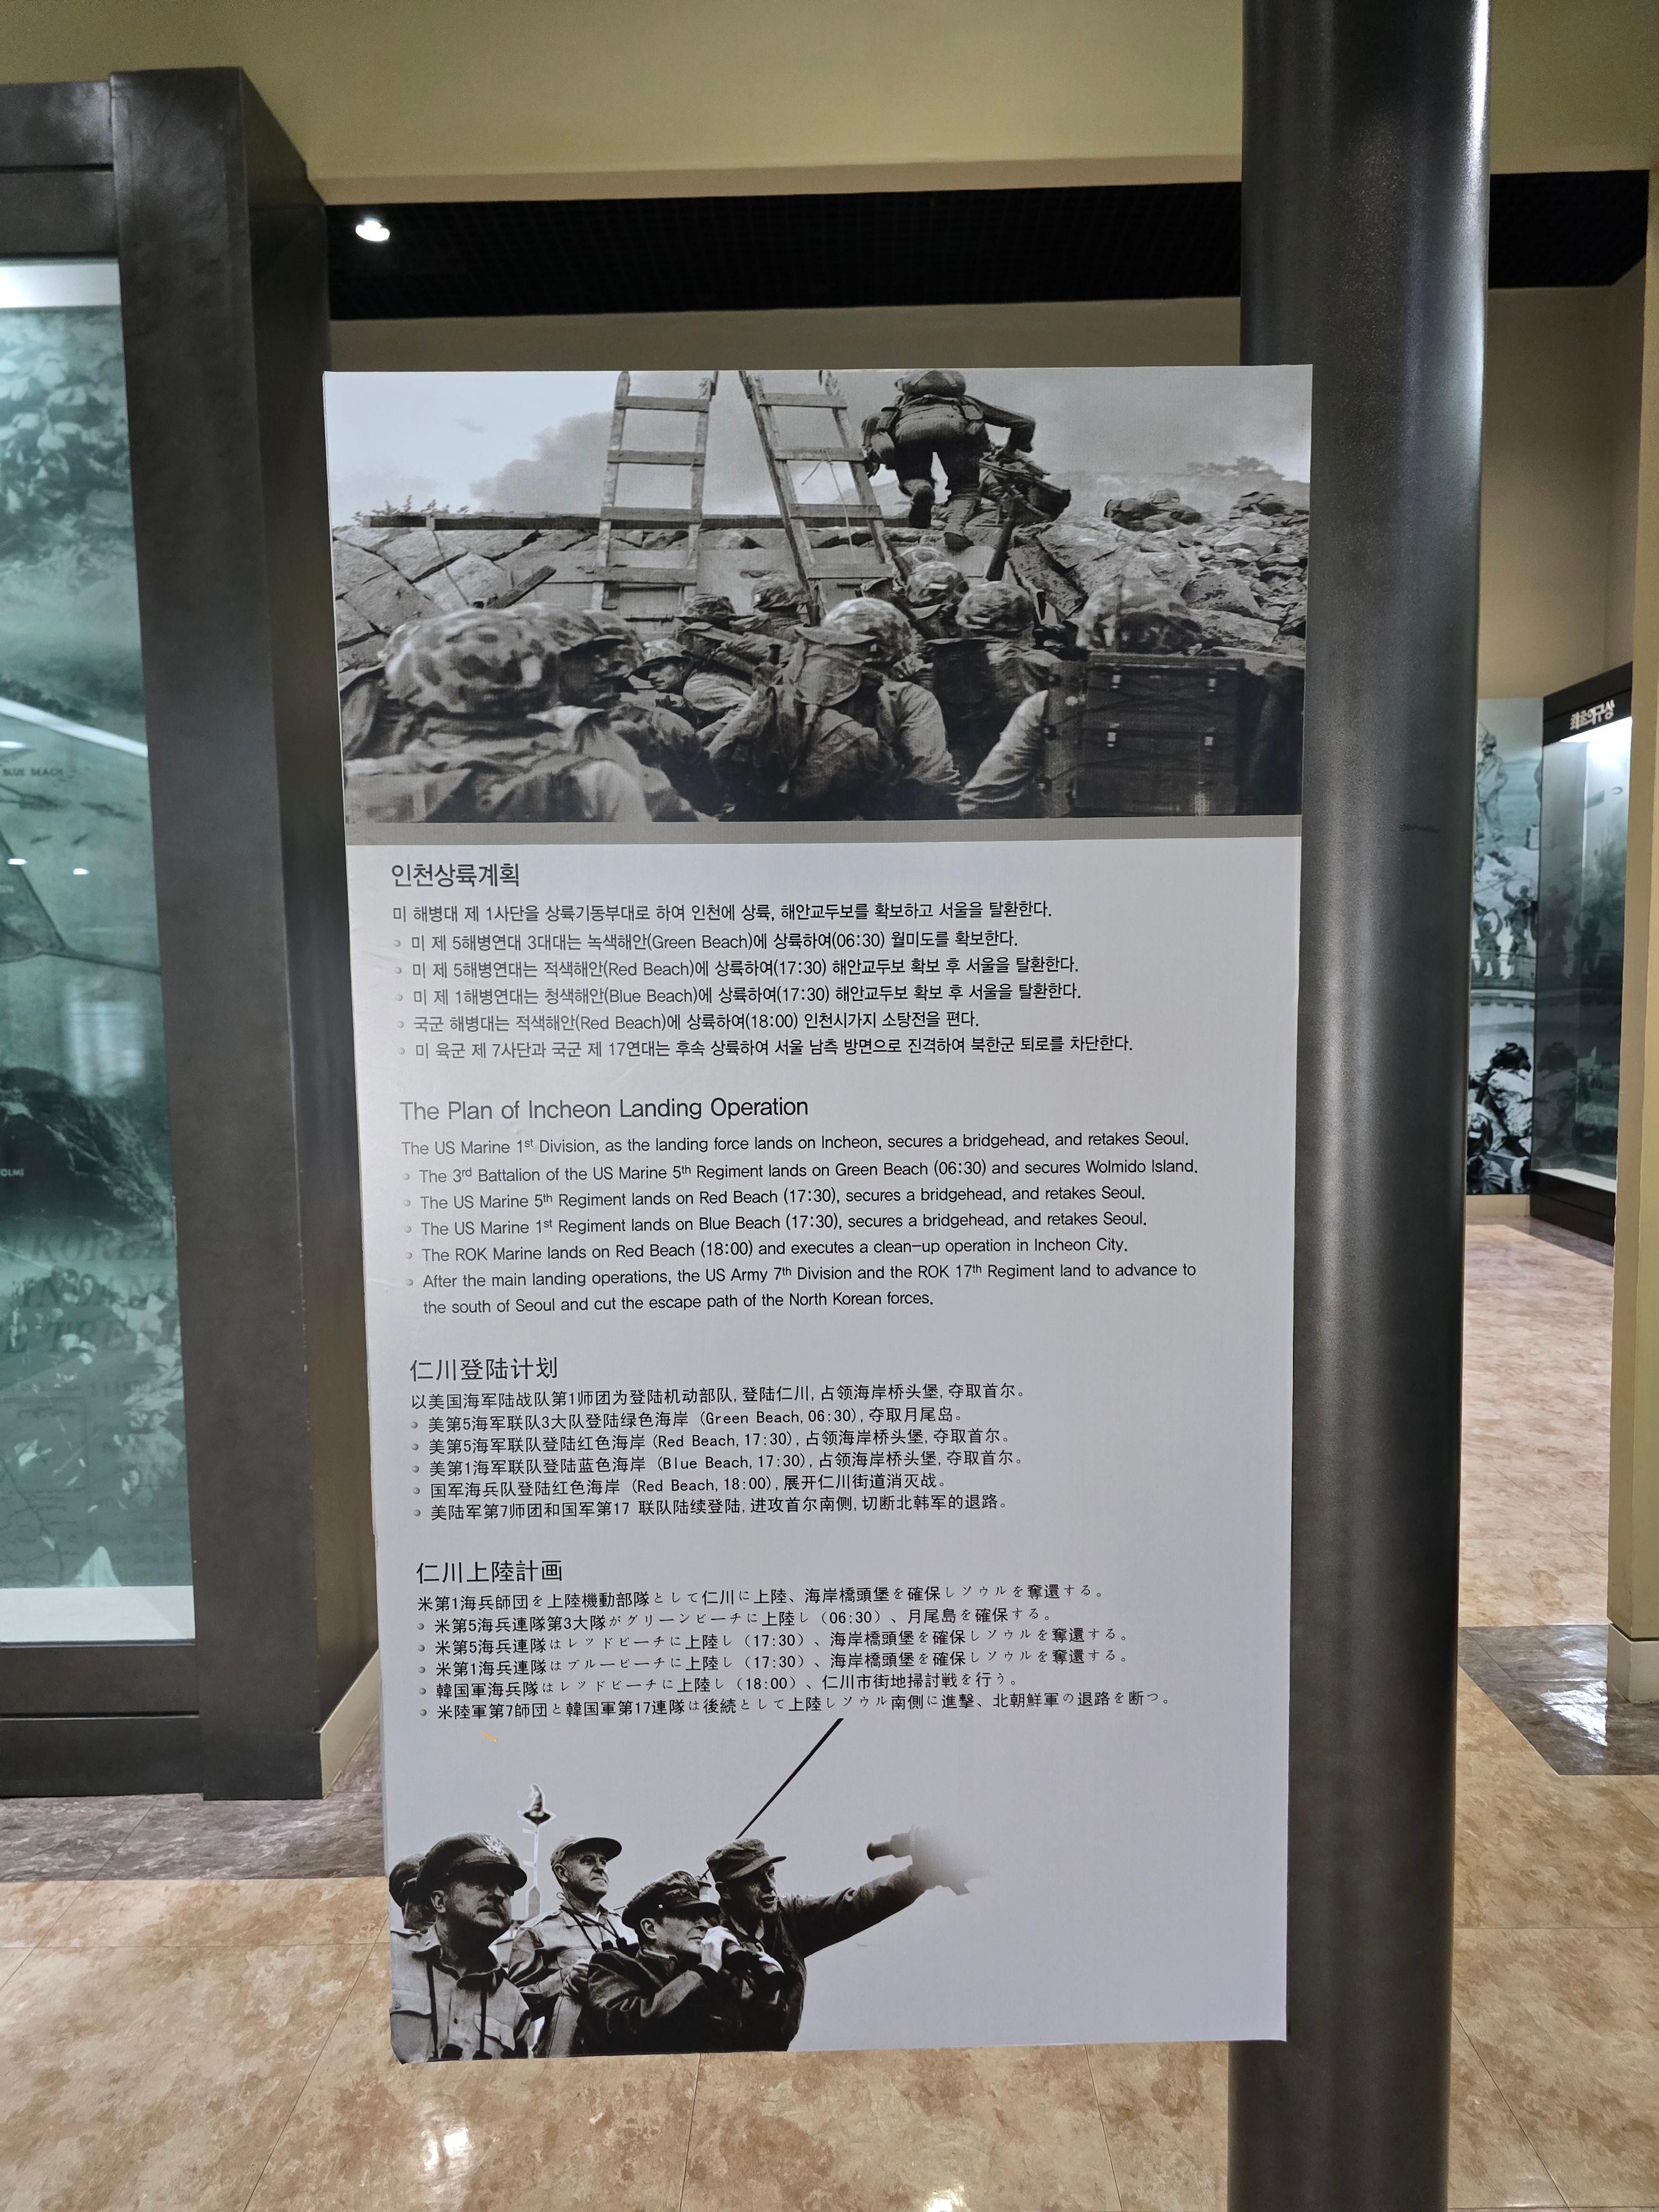 BLUE BEACH
최초의구상
인천상륙계획
미 해병대 제 1사단을 상륙기동부대로 하여 인천에 상륙, 해안교두보를 확보하고 서울을 탈환한다.
미 제 5해병연대 3대대는 녹색해안(Green Beach)에 상륙하여(06:30) 월미도를 확보한다.
미 제 5해병연대는 적색해안(Red Beach)에 상륙하여(17:30) 해안교두보 확보 후 서울을 탈환한다.
미 제 1해병연대는 청색해안(Blue Beach)에 상륙하여(17:30) 해안교두보 확보 후 서울을 탈환한다.
국군 해병대는 적색해안(Red Beach)에 상륙하여(18:00) 인천시가지 소탕전을 편다.
미 육군 제 7사단과 국군 제 17연대는 후속 상륙하여 서울 남측 방면으로 진격하여 북한군 퇴로를 차단한다.
The Plan of Incheon Landing Operation
The US Marine 1st Division, as the landing force lands on Incheon, secures a bridgehead, and retakes Seoul.
The 3rd Battalion of the US Marine 5th Regiment lands on Green Beach (06:30) and secures Wolmido Island.
The US Marine 5th Regiment lands on Red Beach (17:30), secures a bridgehead, and retakes Seoul.
The US Marine 1st Regiment lands on Blue Beach (17:30), secures a bridgehead, and retakes Seoul.
The ROK Marine lands on Red Beach (18:00) and executes a clean-up operation in Incheon City.
After the main landing operations, the US Army 7th Division and the ROK 17th Regiment land to advance to
the south of Seoul and cut the escape path of the North Korean forces.
仁川登陆计划
以美国海军陆战队第1师团为登陆机动部队, 登陆仁川, 占领海岸桥头堡, 夺取首尔。
美第5海军联队3大队登陆绿色海岸 (Green Beach, 06:30), 夺取月尾岛。
美第5海军联队登陆红色海岸 (Red Beach, 17:30), 占领海岸桥头堡, 夺取首尔。
美第1海军联队登陆蓝色海岸 (Blue Beach, 17:30), 占领海岸桥头堡, 夺取首尔。
国军海兵队登陆红色海岸 (Red Beach, 18:00), 展开仁川街道消灭战。
美陆军第7师团和国军第17 联队陆续登陆, 进攻首尔南侧, 切断北韩军的退路。
仁川上陸計画
米第1海兵師団を上陸機動部隊として仁川に上陸、海岸橋頭堡を確保しソウルを奪還する。
米第5海兵連隊第3大隊がグリーンビーチに上陸し（06:30）、月尾島を確保する。
米第5海兵連隊はレッドビーチに上陸し（17:30）、海岸橋頭堡を確保しソウルを奪還する。
米第1海兵連隊はブルービーチに上陸し（17:30）、海岸橋頭堡を確保しソウルを奪還する。
韓国軍海兵隊はレッドビーチに上陸し（18:00）、仁川市街地掃討戦を行う。
米陸軍第7師団と韓国軍第17連隊は後続として上陸しソウル南側に進撃、北朝鮮軍の退路を断つ。